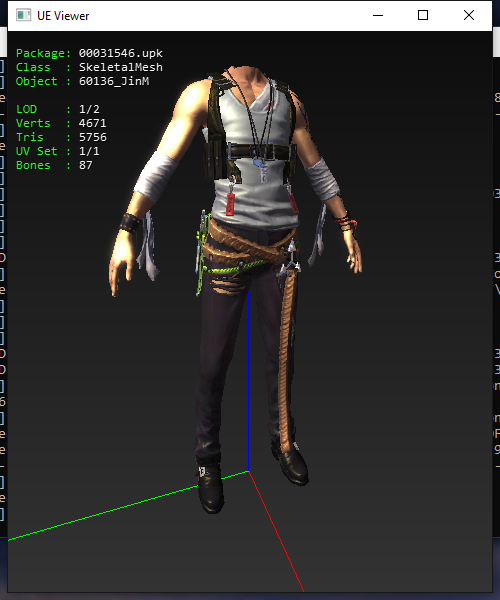 UE Viewer
Package: 00031546.upk
Class  : SkeletalMesh
Object : 60136_JinM
LOD    : 1/2
Verts  : 4671
Tris   : 5756
UV Set : 1/1
Bones  : 87